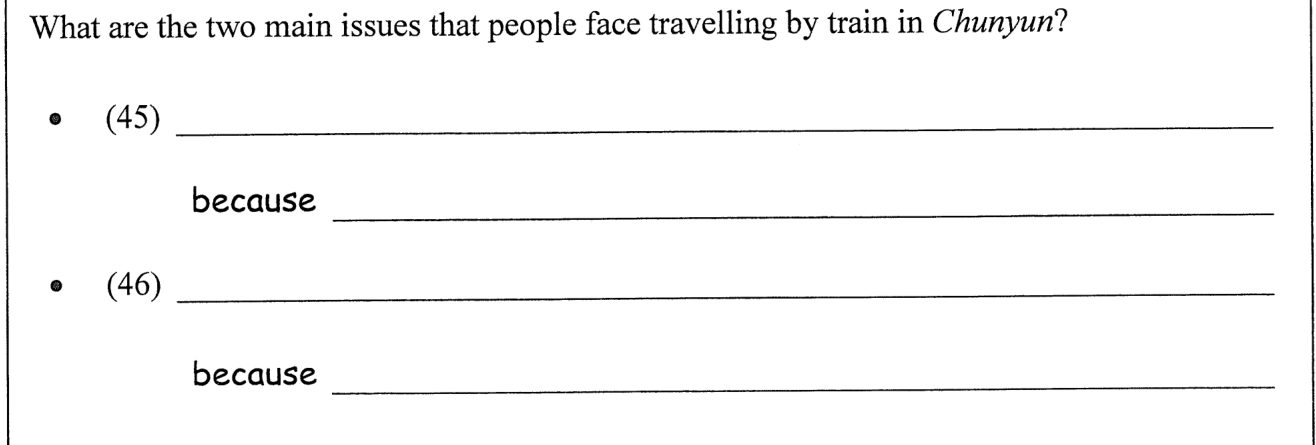 What are the two main issues that people face travelling by train in Chunyun?
• (45)
because
• (46)
because